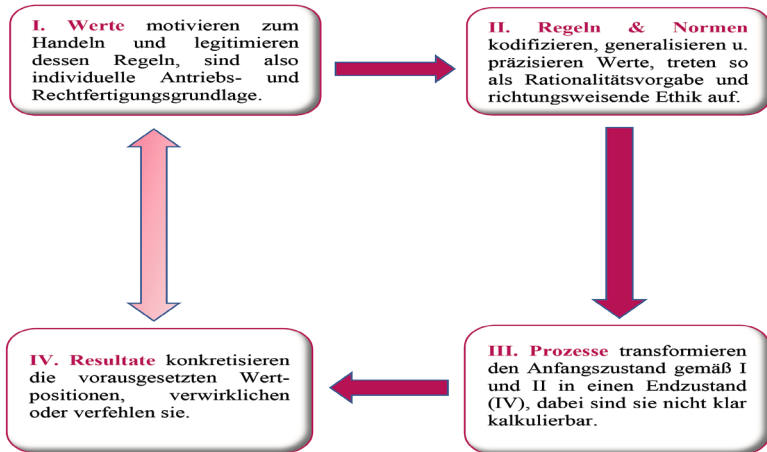 I. Werte motivieren zum
Handeln und legitimieren
dessen Regeln, sind also
individuelle Antriebs- und
Rechtfertigungsgrundlage.
II. Regeln & Normen
kodifizieren, generalisieren u.
präzisieren Werte, treten so
als Rationalitätsvorgabe und
richtungsweisende Ethik auf.
III. Prozesse transformieren
den Anfangszustand gemäß I
und II in einen Endzustand
(IV), dabei sind sie nicht klar
kalkulierbar.
IV. Resultate konkretisieren
die vorausgesetzten Wert-
positionen, verwirklichen
oder verfehlen sie.